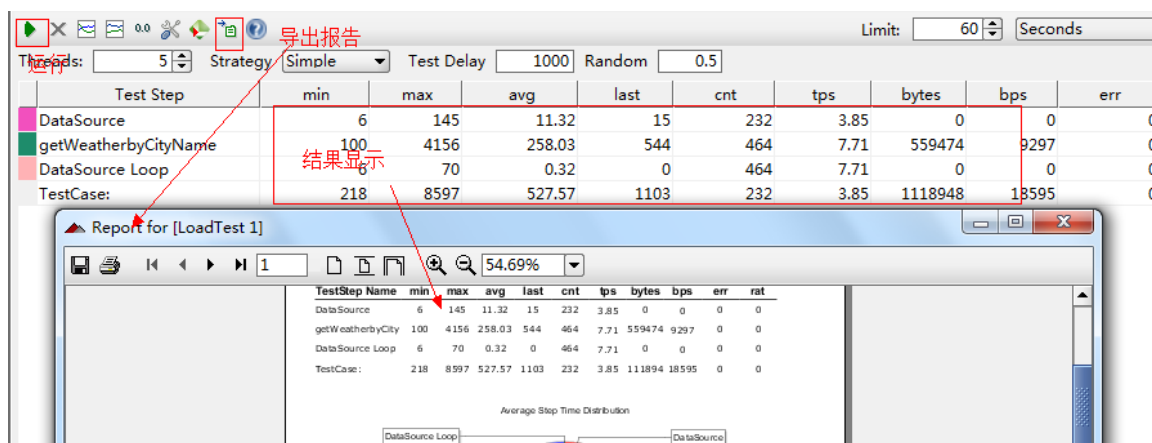 0.0 导出报告 Limit: 60 Seconds
运行
Threads: 5 Strategy Simple Test Delay 1000 Random 0.5
Test Step min max avg last cnt tps bytes bps err
DataSource 6 145 11.32 15 232 3.85 0 0 0
getWeatherbyCityName 100 4156 258.03 544 464 7.71 559474 9297 0
结果显示
DataSource Loop 6 70 0.32 0 464 7.71 0 0 0
TestCase: 218 8597 527.57 1103 232 3.85 1118948 18595 0
Report for [LoadTest 1]
1 54.69%
TestStep Name min max avg last cnt tps bytes bps err rat
DataSource 6 145 11.32 15 232 3.85 0 0 0 0
getWeatherbyCity 100 4156 258.03 544 464 7.71 559474 9297 0 0
DataSource Loop 6 70 0.32 0 464 7.71 0 0 0 0
TestCase: 218 8597 527.57 1103 232 3.85 111894 18595 0 0
Average Step Time Distribution
DataSource Loop DataSource